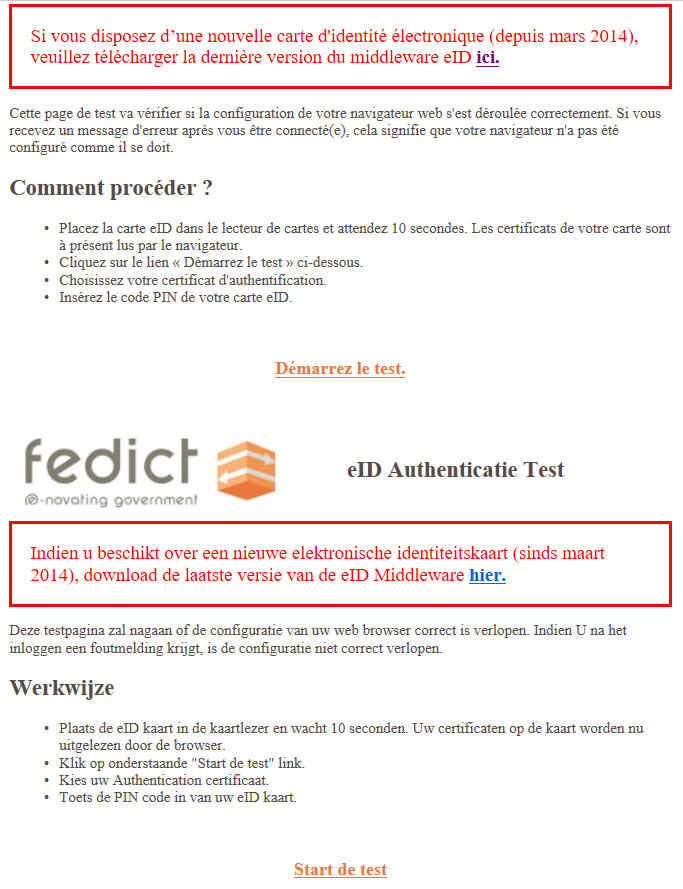 Si vous disposez d’une nouvelle carte d'identité électronique (depuis mars 2014),
veuillez télécharger la dernière version du middleware eID ici.
Cette page de test va vérifier si la configuration de votre navigateur web s'est déroulée correctement. Si vous
recevez un message d'erreur après vous être connecté(e), cela signifie que votre navigateur n'a pas été
configuré comme il se doit.
Comment procéder ?
• Placez la carte eID dans le lecteur de cartes et attendez 10 secondes. Les certificats de votre carte sont
à présent lus par le navigateur.
• Cliquez sur le lien « Démarrez le test » ci-dessous.
• Choisissez votre certificat d'authentification.
• Insérez le code PIN de votre carte eID.
Démarrez le test.
fedict
e-novating government
eID Authenticatie Test
Indien u beschikt over een nieuwe elektronische identiteitskaart (sinds maart
2014), download de laatste versie van de eID Middleware hier.
Deze testpagina zal nagaan of de configuratie van uw web browser correct is verlopen. Indien U na het
inloggen een foutmelding krijgt, is de configuratie niet correct verlopen.
Werkwijze
• Plaats de eID kaart in de kaartlezer en wacht 10 seconden. Uw certificaten op de kaart worden nu
uitgelezen door de browser.
• Klik op onderstaande "Start de test" link.
• Kies uw Authentication certificaat.
• Toets de PIN code in van uw eID kaart.
Start de test